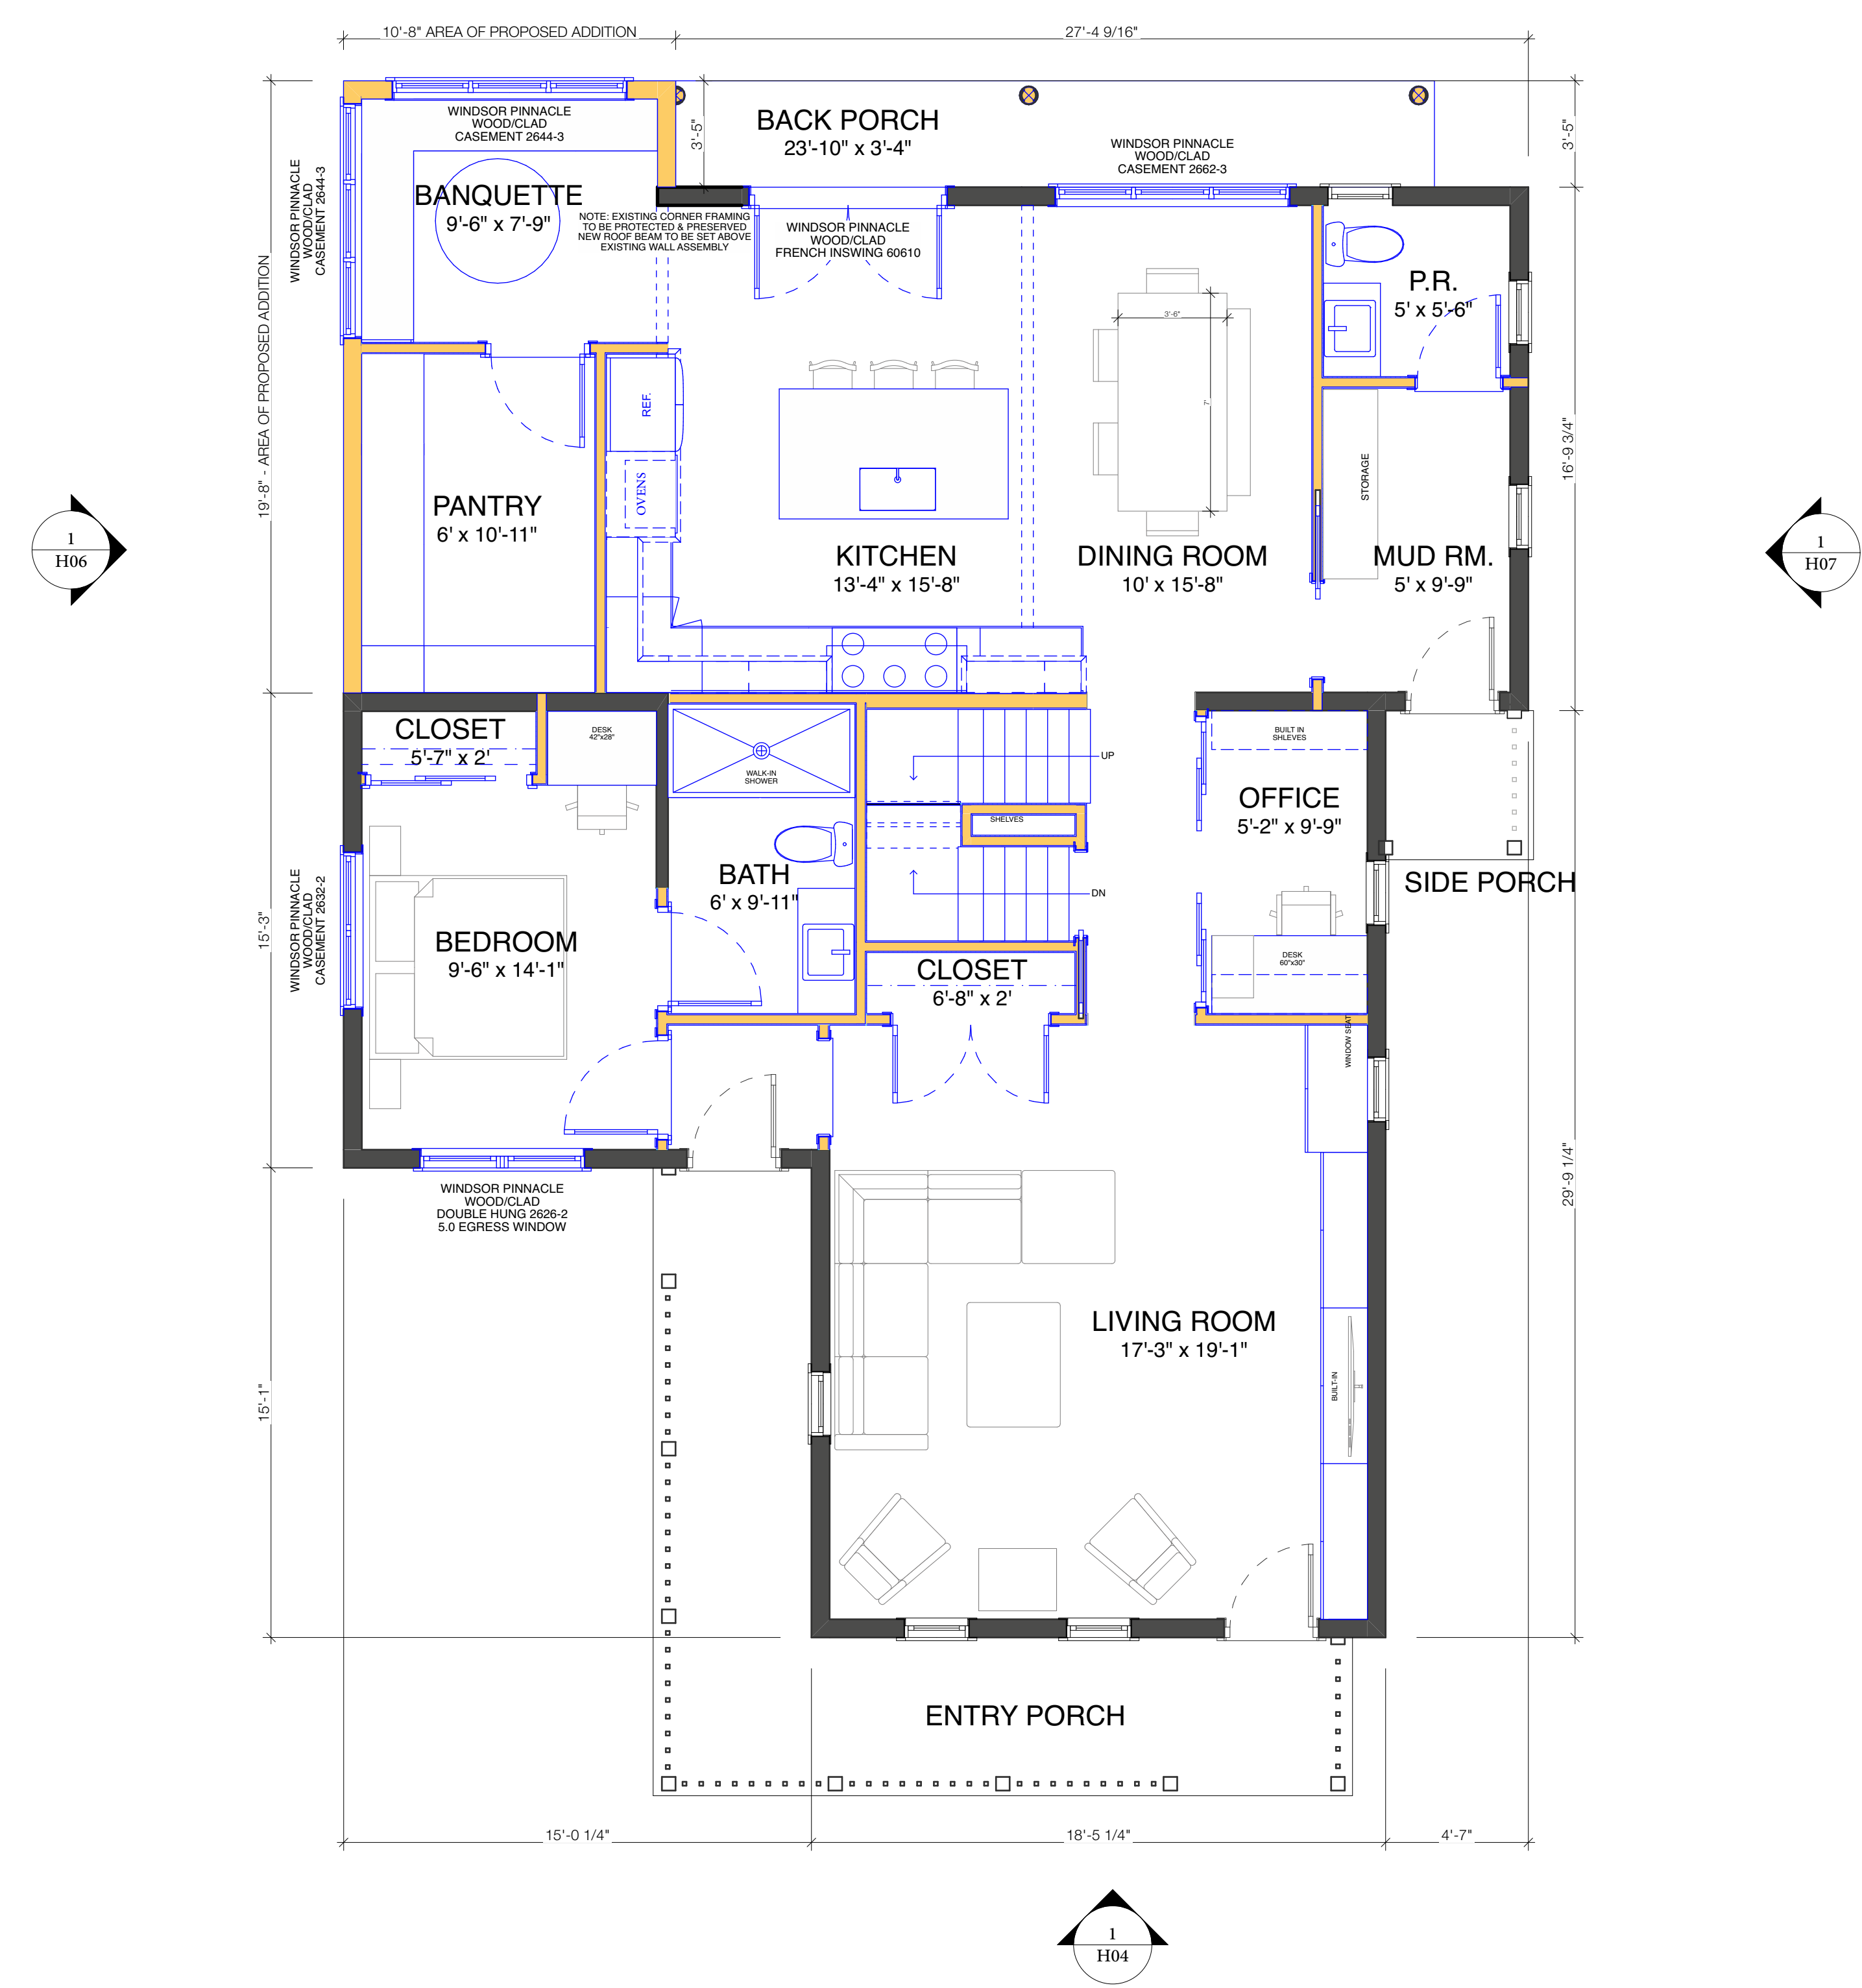 10'-8" AREA OF PROPOSED ADDITION
27'-4 9/16"
WINDSOR PINNACLE
WOOD/CLAD
CASEMENT 2644-3
3'-5"
BACK PORCH
23'-10" x 3'-4"
WINDSOR PINNACLE
WOOD/CLAD
CASEMENT 2662-3
3'-5"
WINDSOR PINNACLE
WOOD/CLAD
CASEMENT 2644-3
BANQUETTE
9'-6" x 7'-9"
NOTE: EXISTING CORNER FRAMING
TO BE PROTECTED & PRESERVED
NEW ROOF BEAM TO BE SET ABOVE
EXISTING WALL ASSEMBLY
WINDSOR PINNACLE
WOOD/CLAD
FRENCH INSWING 60610
P.R.
5' x 5'-6"
3'-6"
7'
19'-8" - AREA OF PROPOSED ADDITION
REF.
OVENS
STORAGE
16'-9 3/4"
PANTRY
6' x 10'-11"
KITCHEN
13'-4" x 15'-8"
DINING ROOM
10' x 15'-8"
MUD RM.
5' x 9'-9"
1
H06
1
H07
CLOSET
5'-7" x 2'
DESK
42"x28"
WALK-IN
SHOWER
UP
BUILT IN
SHLEVES
OFFICE
5'-2" x 9'-9"
SHELVES
BATH
6' x 9'-11"
DN
SIDE PORCH
15'-3"
WINDSOR PINNACLE
WOOD/CLAD
CASEMENT 2632-2
BEDROOM
9'-6" x 14'-1"
CLOSET
6'-8" x 2'
DESK
60"x30"
WINDOW SEAT
29'-9 1/4"
WINDSOR PINNACLE
WOOD/CLAD
DOUBLE HUNG 2626-2
5.0 EGRESS WINDOW
LIVING ROOM
17'-3" x 19'-1"
BUILT-IN
15'-1"
ENTRY PORCH
15'-0 1/4"
18'-5 1/4"
4'-7"
1
H04